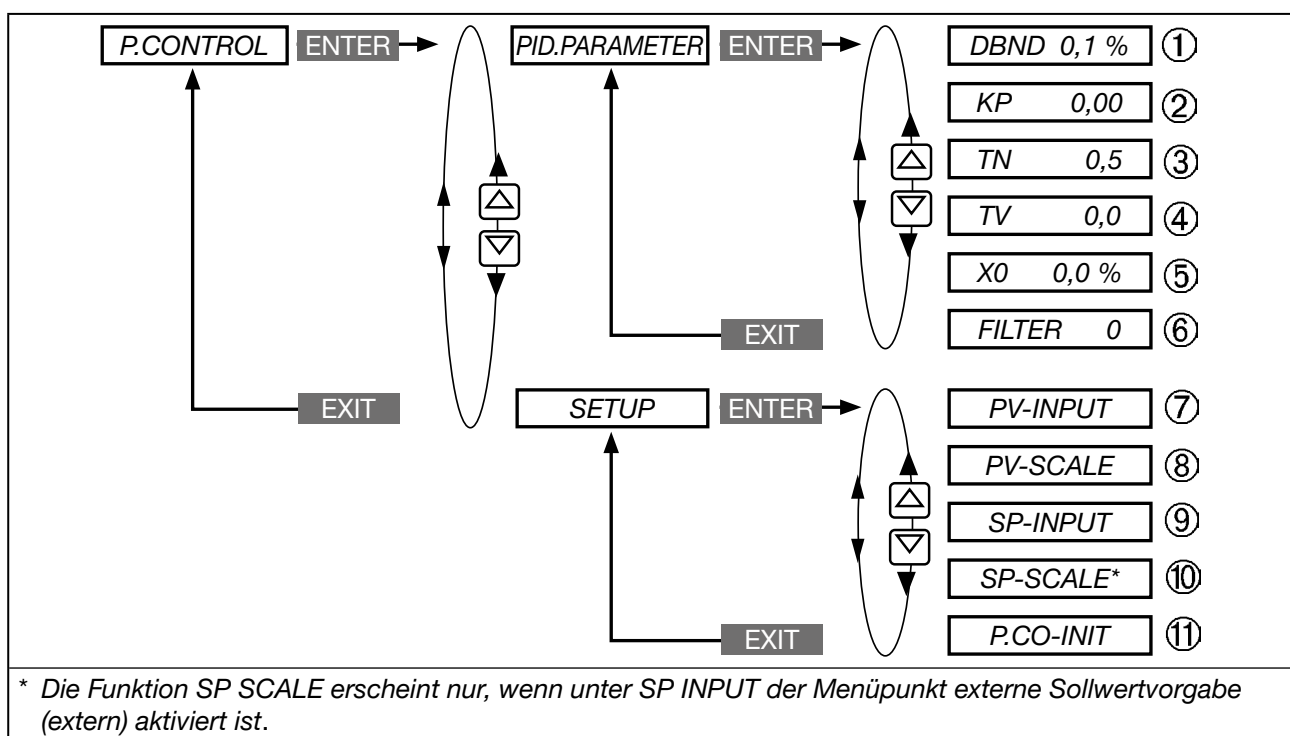 P.CONTROL ENTER PID.PARAMETER ENTER DBND 0,1 % ①
KP 0,00 ②
TN 0,5 ③
TV 0,0 ④
X0 0,0 % ⑤
EXIT FILTER 0 ⑥
EXIT SETUP ENTER PV-INPUT ⑦
PV-SCALE ⑧
SP-INPUT ⑨
SP-SCALE* ⑩
EXIT P.CO-INIT ⑪
* Die Funktion SP SCALE erscheint nur, wenn unter SP INPUT der Menüpunkt externe Sollwertvorgabe
(extern) aktiviert ist.